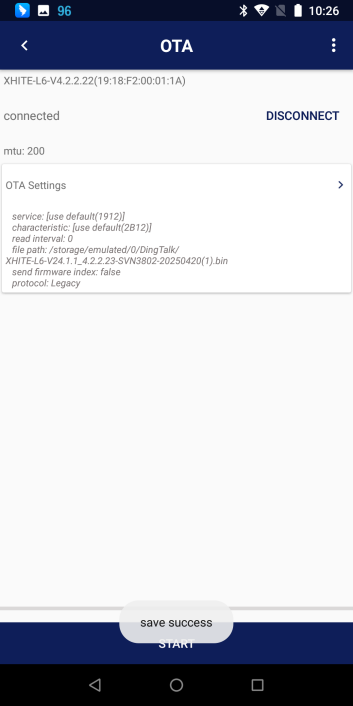 96
10:26
OTA
XHITE-L6-V4.2.2.22(19:18:F2:00:01:1A)
connected
DISCONNECT
mtu: 200
OTA Settings
service: [use default(1912)]
characteristic: [use default(2B12)]
read interval: 0
file path: /storage/emulated/0/DingTalk/
XHITE-L6-V24.1.1_4.2.2.23-SVN3802-20250420(1).bin
send firmware index: false
protocol: Legacy
save success
START